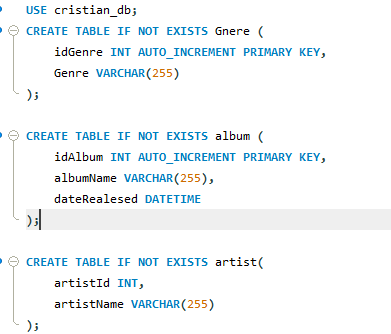 USE cristian_db;
CREATE TABLE IF NOT EXISTS Gnere (
idGenre INT AUTO_INCREMENT PRIMARY KEY,
Genre VARCHAR(255)
);
CREATE TABLE IF NOT EXISTS album (
idAlbum INT AUTO_INCREMENT PRIMARY KEY,
albumName VARCHAR(255),
dateRealesed DATETIME
);
CREATE TABLE IF NOT EXISTS artist(
artistId INT,
artistName VARCHAR(255)
);